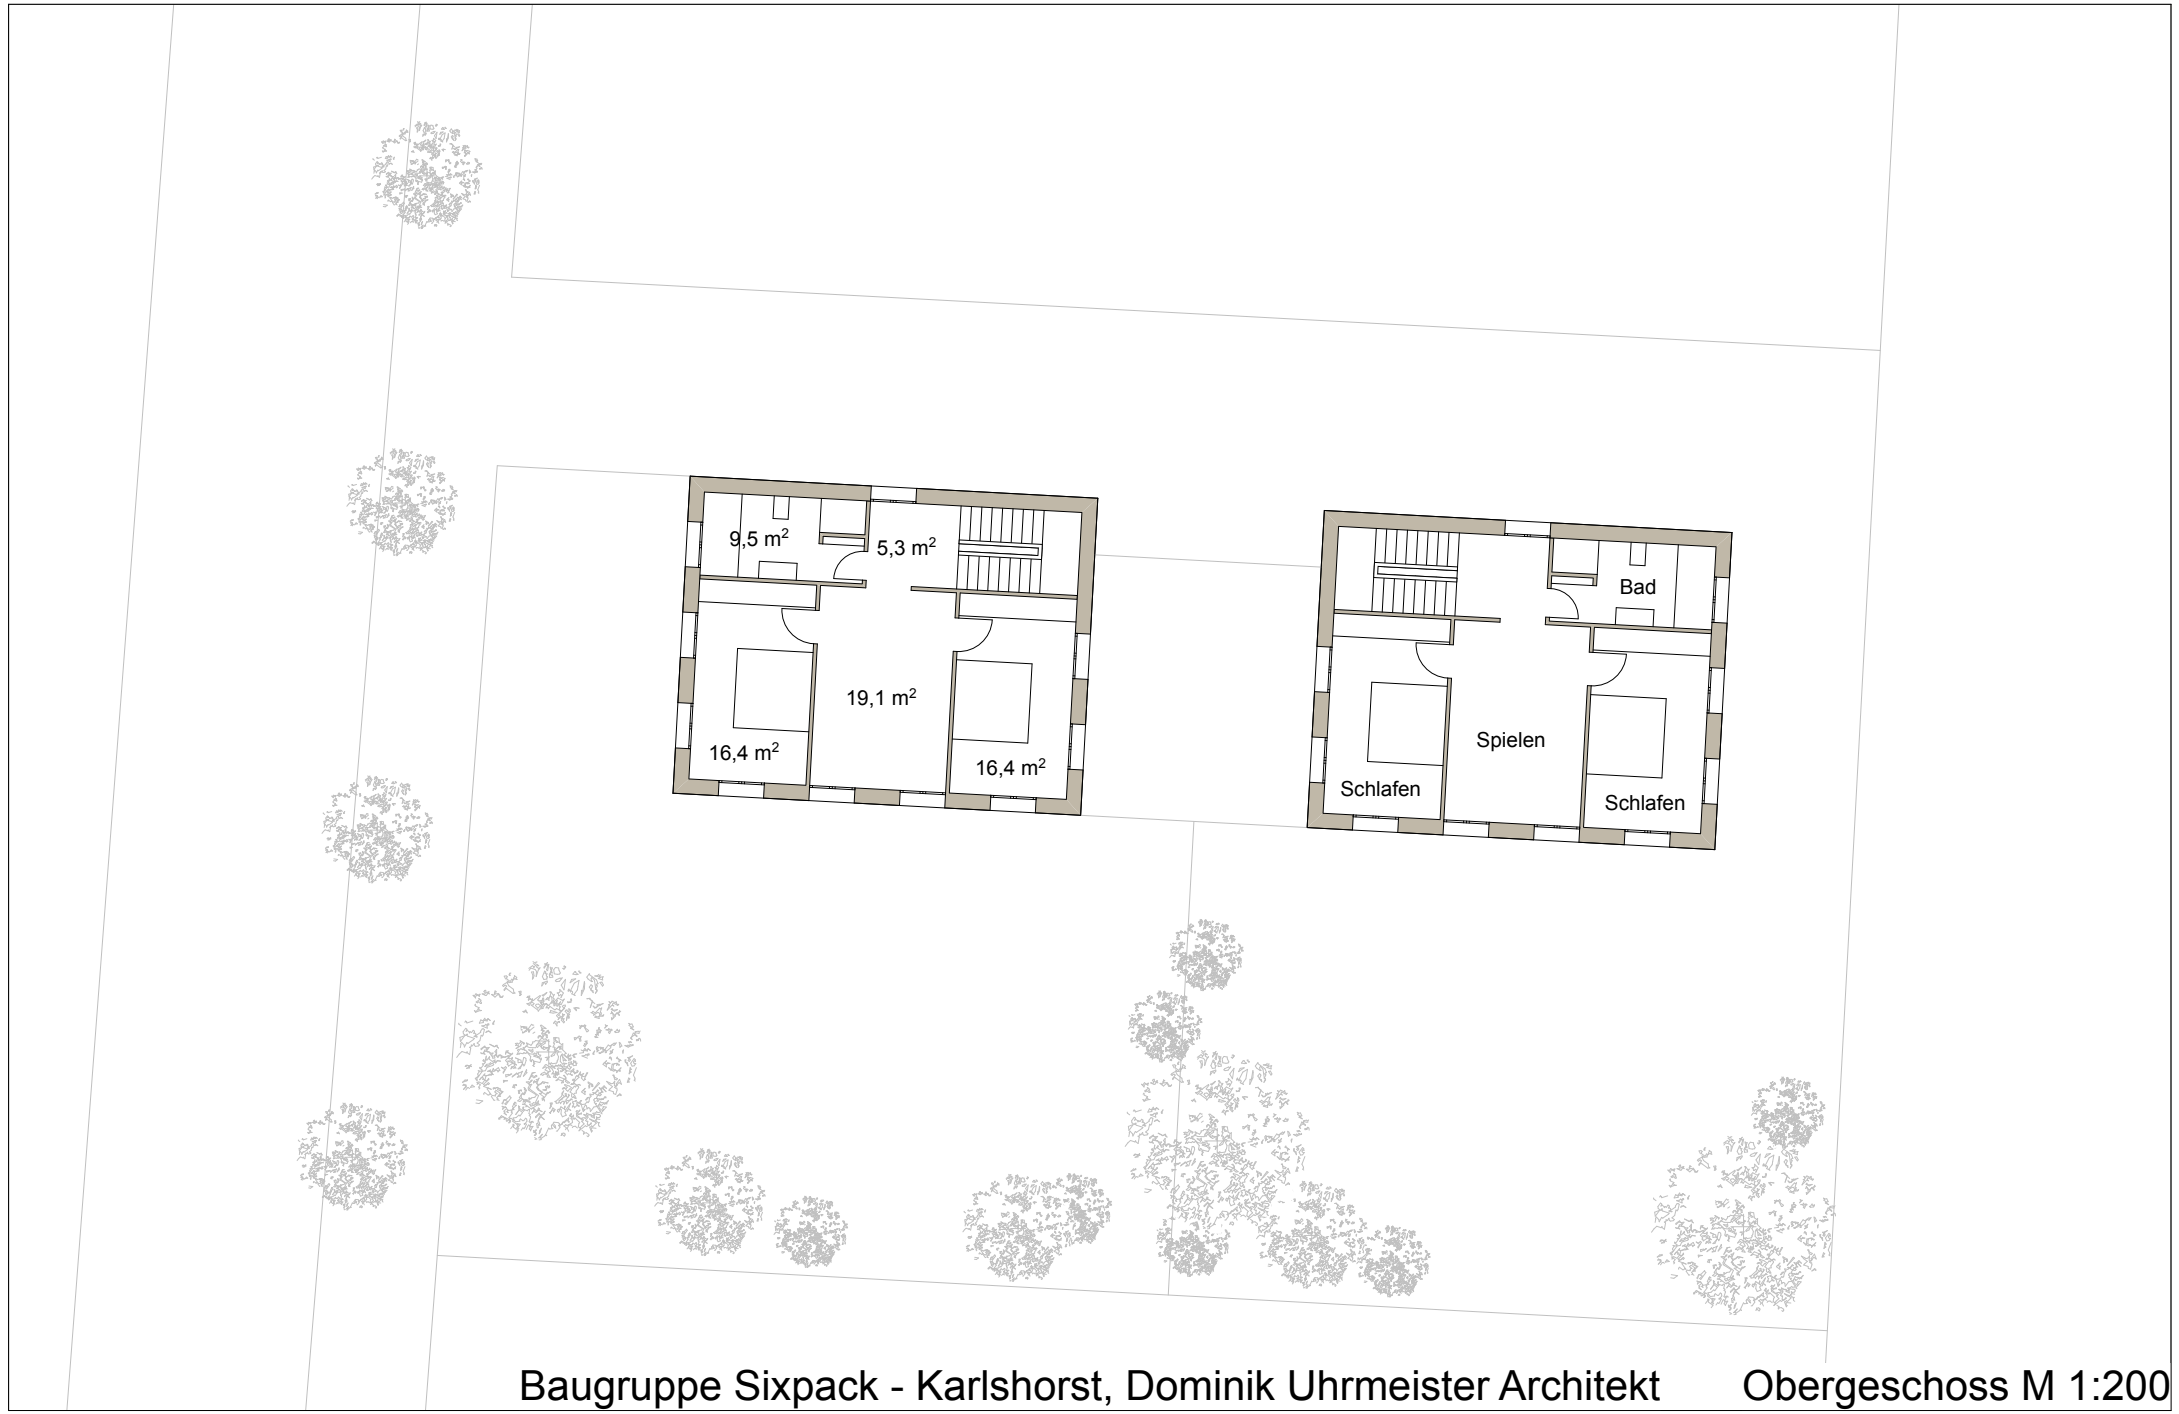 9,5 m²
5,3 m²
19,1 m²
16,4 m²
16,4 m²
Bad
Spielen
Schlafen
Schlafen
Baugruppe Sixpack - Karlshorst, Dominik Uhrmeister Architekt Obergeschoss M 1:200